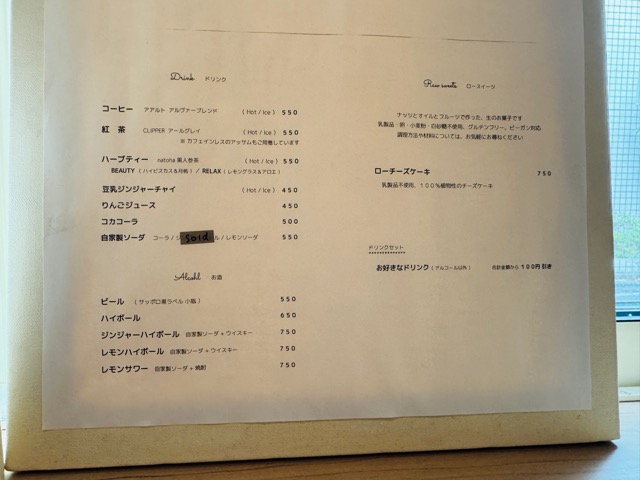 Drink ドリンク
コーヒー アアルト アルヴァーブレンド (Hot / Ice) 550
紅 茶 CLIPPER アールグレイ (Hot / Ice) 550
※ カフェインレスのアッサムもご用意しています
ハーブティー natoha 素人参茶 (Hot / Ice) 550
BEAUTY (ハイビスカス&月桃) / RELAX (レモングラス&アロエ)
豆乳ジンジャーチャイ (Hot / Ice) 450
りんごジュース 450
コカコーラ 500
自家製ソーダ コーラ / ジ Sold ル / レモンソーダ 550
Alcohl お酒
ビール (サッポロ黒ラベル 小瓶) 550
ハイボール 650
ジンジャーハイボール 自家製ソーダ + ウイスキー 750
レモンハイボール 自家製ソーダ + ウイスキー 750
レモンサワー 自家製ソーダ + 焼酎 750
Raw sweets ロースイーツ
ナッツとオイルとフルーツで作った、生のお菓子です
乳製品・卵・小麦粉・白砂糖不使用、グルテンフリー、ビーガン対応
調理方法や材料については、お気軽にお尋ねください
ローチーズケーキ 750
乳製品不使用、100%植物性のチーズケーキ
ドリンクセット
お好きなドリンク (アルコール以外) 合計金額から 100円 引き